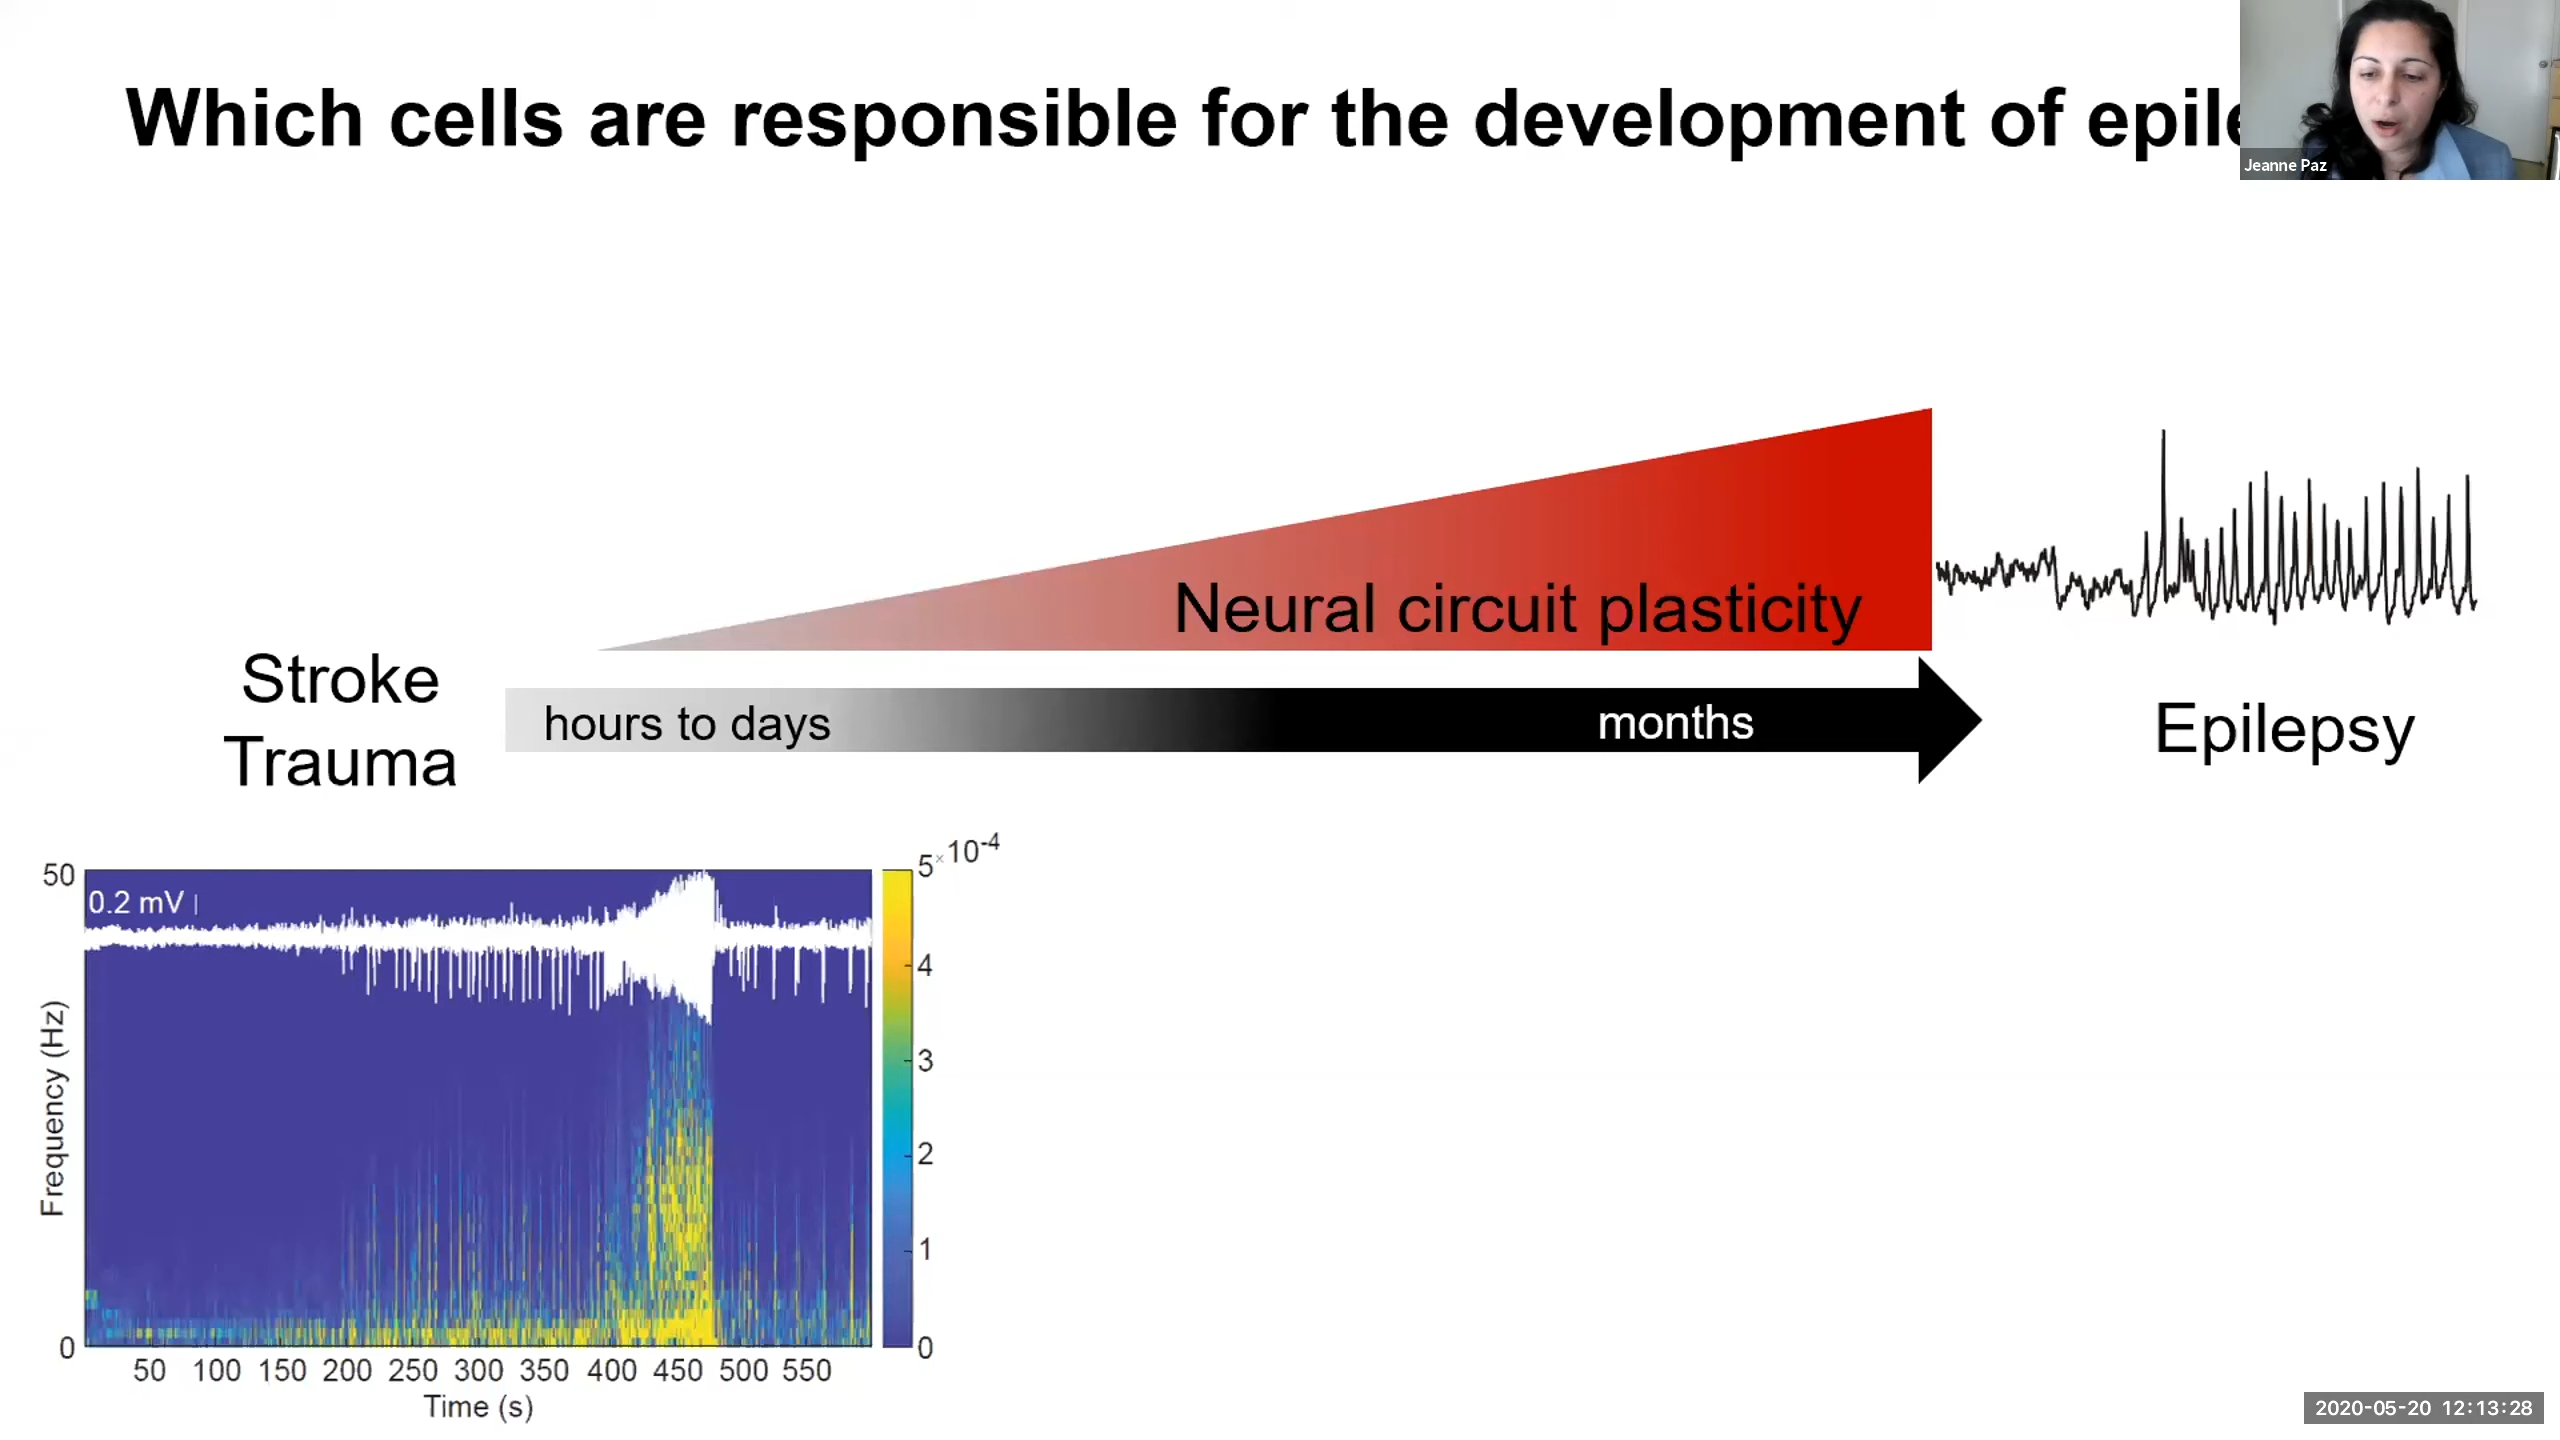 Which cells are responsible for the development of epile
Jeanne Paz
Neural circuit plasticity
Stroke
Trauma
hours to days
months
Epilepsy
5×10-4
50
0.2 mV
4
3
2
1
0
Frequency (Hz)
0
50 100 150 200 250 300 350 400 450 500 550
Time (s)
2020-05-20 12:13:28